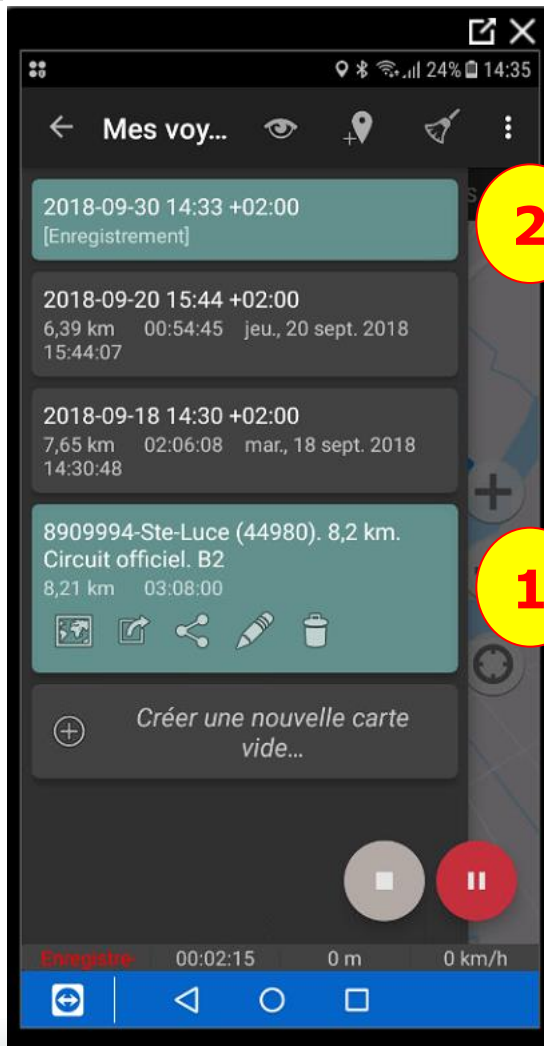 24% 14:35
Mes voy...
2018-09-30 14:33 +02:00
[Enregistrement]
2
2018-09-20 15:44 +02:00
6,39 km 00:54:45 jeu., 20 sept. 2018
15:44:07
2018-09-18 14:30 +02:00
7,65 km 02:06:08 mar., 18 sept. 2018
14:30:48
8909994-Ste-Luce (44980). 8,2 km.
Circuit officiel. B2
8,21 km 03:08:00
1
Créer une nouvelle carte
vide...
Enregistre- 00:02:15 0 m 0 km/h